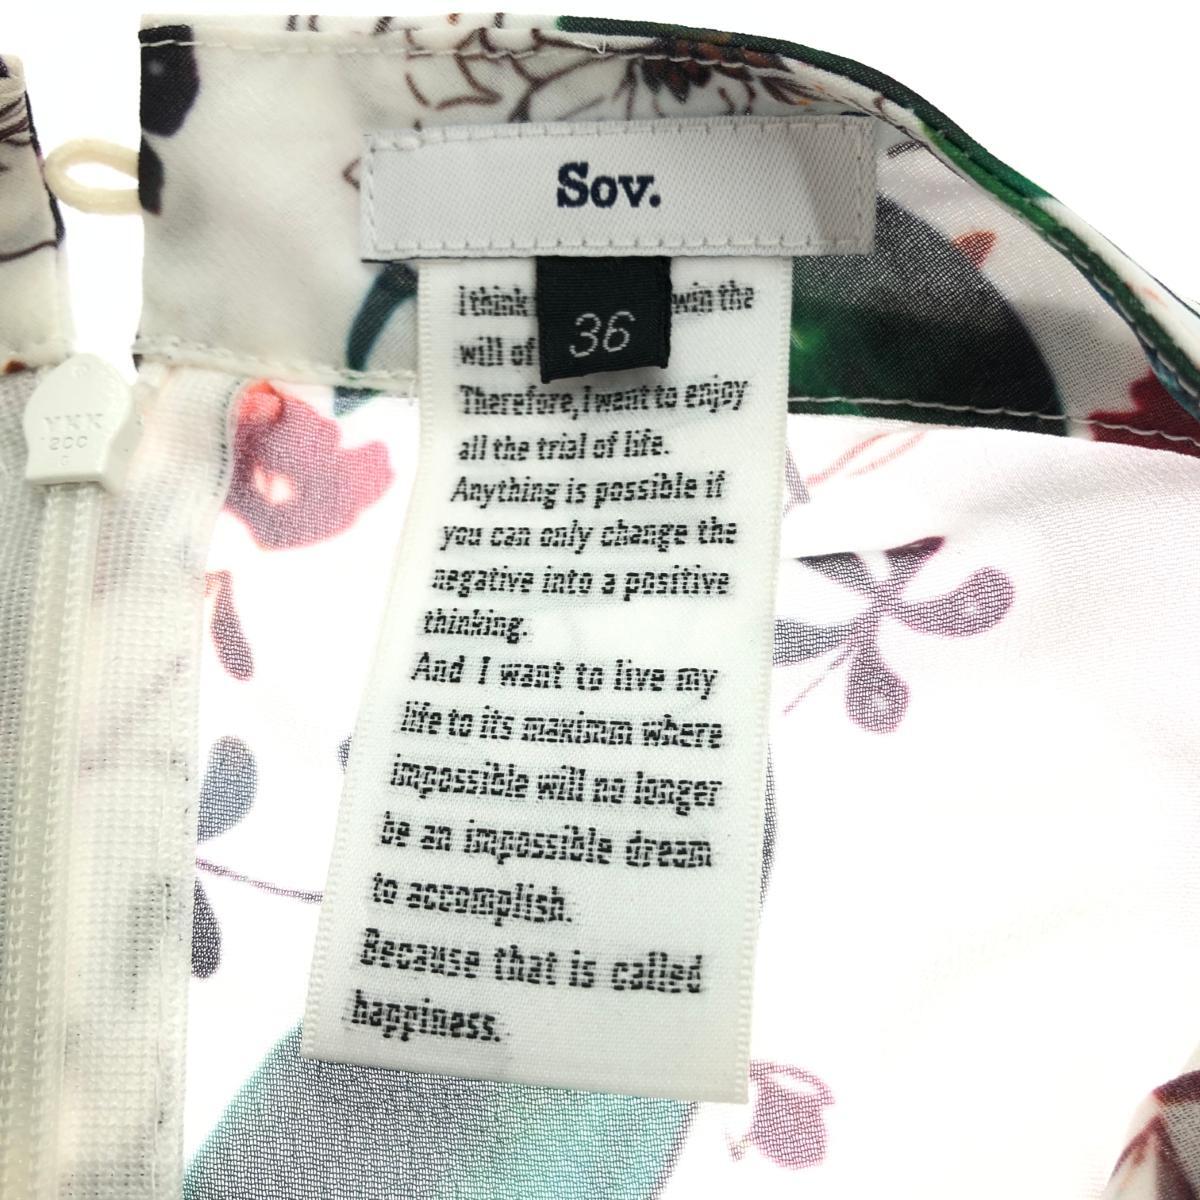 Sov.
36
I think win the
will of
Therefore, I want to enjoy
all the trial of life.
Anything is possible if
you can only change the
negative into a positive
thinking.
And I want to live my
life to its maximm where
impossible will no longer
be an impossible dream
to accomplish.
Because that is called
happiness.
YKK